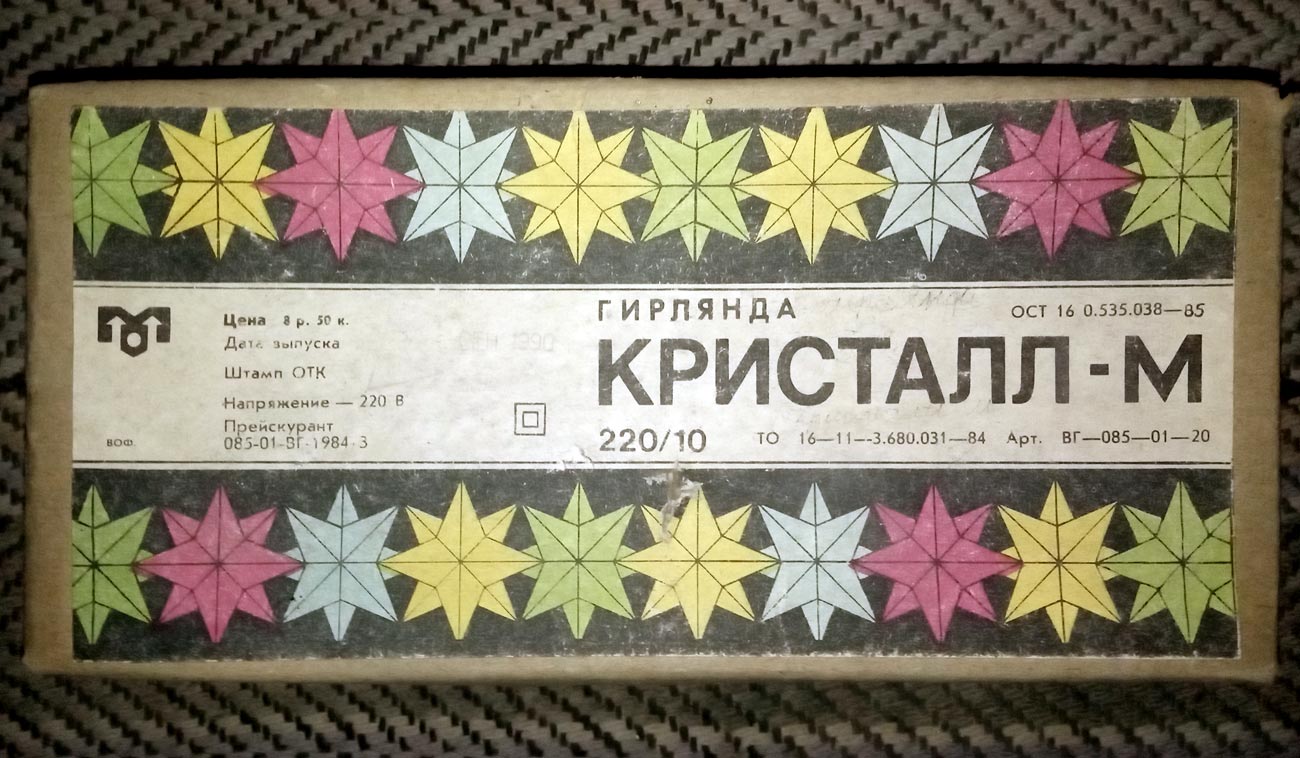 Цена 8 р. 50 к.
Дата выпуска
Штамп ОТК
Напряжение — 220 В
Прейскурант
085-01-ВГ-1984-3
ВОФ.
ГИРЛЯНДА
ОСТ 16 0.535.038—85
КРИСТАЛЛ-М
220/10 ТО 16—11—3.680.031—84 Арт. ВГ—085—01—20